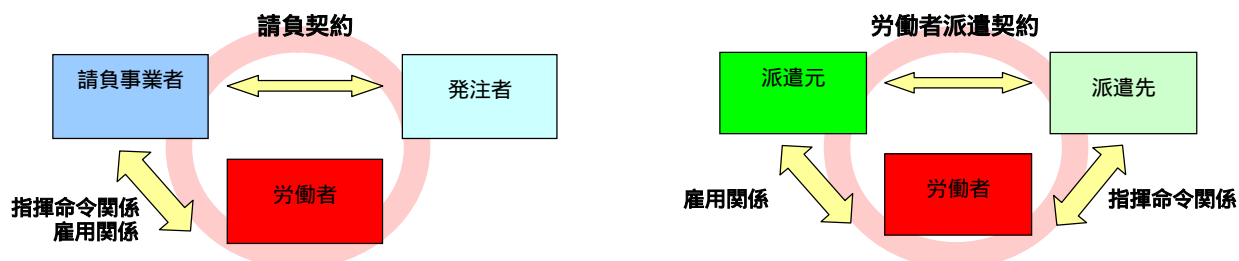 請負契約
請負事業者
発注者
労働者
指揮命令関係
雇用関係
労働者派遣契約
派遣元
派遣先
労働者
雇用関係
指揮命令関係